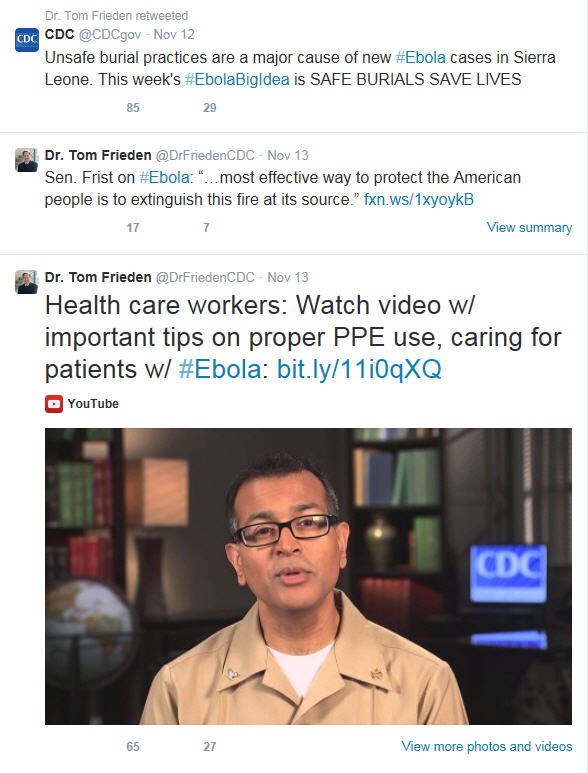 Dr. Tom Frieden retweeted
CDC @CDCgov · Nov 12
CDC
Unsafe burial practices are a major cause of new #Ebola cases in Sierra
Leone. This week's #EbolaBigIdea is SAFE BURIALS SAVE LIVES
85 29
Dr. Tom Frieden @DrFriedenCDC · Nov 13
Sen. Frist on #Ebola: “…most effective way to protect the American
people is to extinguish this fire at its source.” fxn.ws/1xyoykB
17 7 View summary
Dr. Tom Frieden @DrFriedenCDC · Nov 13
Health care workers: Watch video w/
important tips on proper PPE use, caring for
patients w/ #Ebola: bit.ly/11i0qXQ
YouTube
CDC
65 27 View more photos and videos